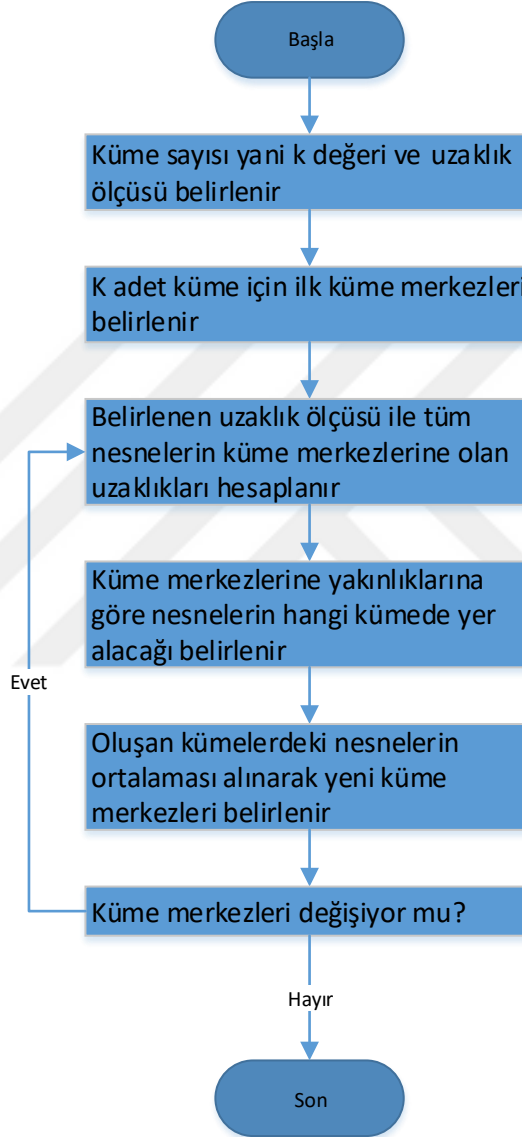 Başla
Küme sayısı yani k değeri ve uzaklık
ölçüsü belirlenir
K adet küme için ilk küme merkezleri
belirlenir
Belirlenen uzaklık ölçüsü ile tüm
nesnelerin küme merkezlerine olan
uzaklıkları hesaplanır
Küme merkezlerine yakınlıklarına
göre nesnelerin hangi kümede yer
alacağı belirlenir
Evet
Oluşan kümelerdeki nesnelerin
ortalaması alınarak yeni küme
merkezleri belirlenir
Küme merkezleri değişiyor mu?
Hayır
Son